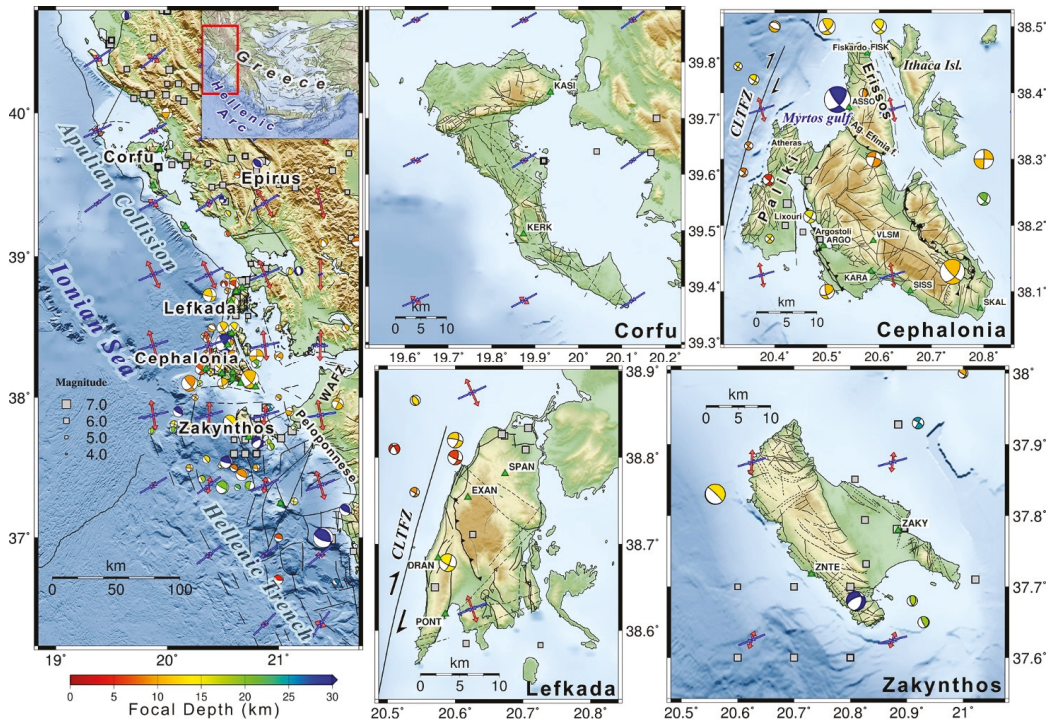 Greece
Hellenic
Arc
40°
39°
38°
37°
Corfu
Epirus
Apulian Collision
Ionian Sea
Lefkada
Cephalonia
Zakynthos
WAFZ
Peloponnese
Hellenic Trench
Magnitude
7.0
6.0
5.0
4.0
km
0 50 100
19° 20° 21°
0 5 10 15 20 25 30
Focal Depth (km)
KASI
KERK
km
0 5 10
Corfu
39.8°
39.7°
39.6°
39.5°
39.4°
39.3°
19.6° 19.7° 19.8° 19.9° 20° 20.1° 20.2°
Fiskardo FISK
Erissos
Ithaca Isl.
CLTFZ
ASSO
Myrtos gulf
Ag. Efimia f.
Atheras
Paliki
Lixouri
Argostoli
ARGO
VLSM
KARA
SISS
SKAL
km
0 5 10
Cephalonia
38.5°
38.4°
38.3°
38.2°
38.1°
20.4° 20.5° 20.6° 20.7° 20.8°
SPAN
EXAN
CLTFZ
DRAN
PONT
km
0 5 10
Lefkada
38.9°
38.8°
38.7°
38.6°
20.5° 20.6° 20.7° 20.8°
km
0 5 10
ZAKY
ZNTE
Zakynthos
38°
37.9°
37.8°
37.7°
37.6°
20.5° 20.6° 20.7° 20.8° 20.9° 21°